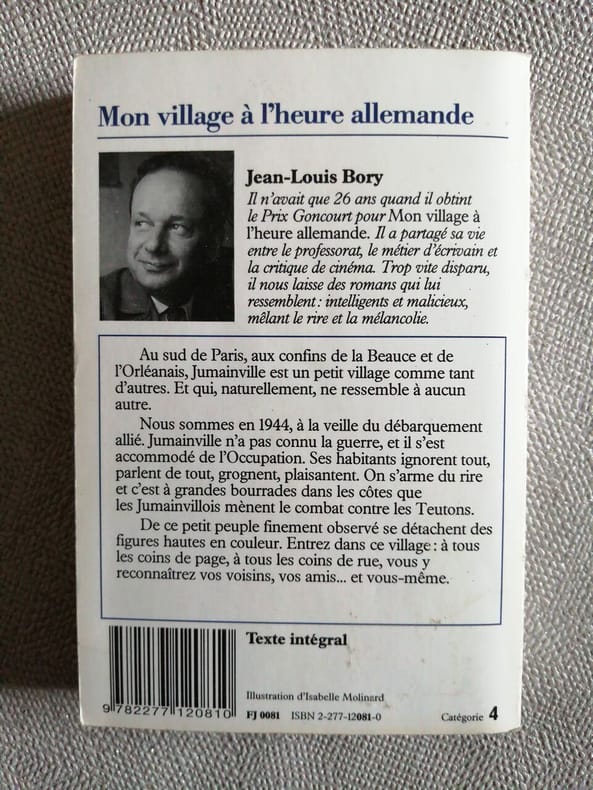 Mon village à l'heure allemande
Jean-Louis Bory
Il n'avait que 26 ans quand il obtint
le Prix Goncourt pour Mon village à
l'heure allemande. Il a partagé sa vie
entre le professorat, le métier d'écrivain et
la critique de cinéma. Trop vite disparu,
il nous laisse des romans qui lui
ressemblent : intelligents et malicieux,
mêlant le rire et la mélancolie.
Au sud de Paris, aux confins de la Beauce et de
l'Orléanais, Jumainville est un petit village comme tant
d'autres. Et qui, naturellement, ne ressemble à aucun
autre.
Nous sommes en 1944, à la veille du débarquement
allié. Jumainville n'a pas connu la guerre, et il s'est
accommodé de l'Occupation. Ses habitants ignorent tout,
parlent de tout, grognent, plaisantent. On s'arme du rire
et c'est à grandes bourrades dans les côtes que
les Jumainvillois mènent le combat contre les Teutons.
De ce petit peuple finement observé se détachent des
figures hautes en couleur. Entrez dans ce village : à tous
les coins de page, à tous les coins de rue, vous y
reconnaîtrez vos voisins, vos amis... et vous-même.
Texte intégral
Illustration d'Isabelle Molinard
9 782277 120810
FJ 0081 ISBN 2-277-12081-0
Catégorie 4